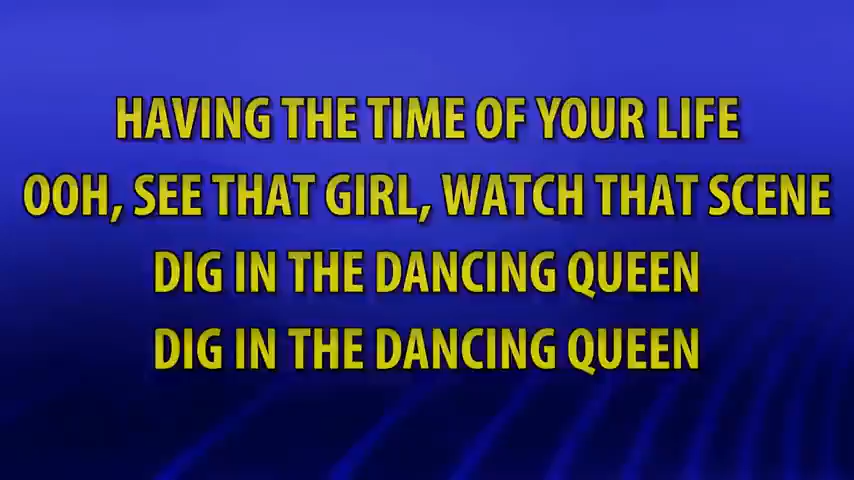 HAVING THE TIME OF YOUR LIFE
OOH, SEE THAT GIRL, WATCH THAT SCENE
DIG IN THE DANCING QUEEN
DIG IN THE DANCING QUEEN